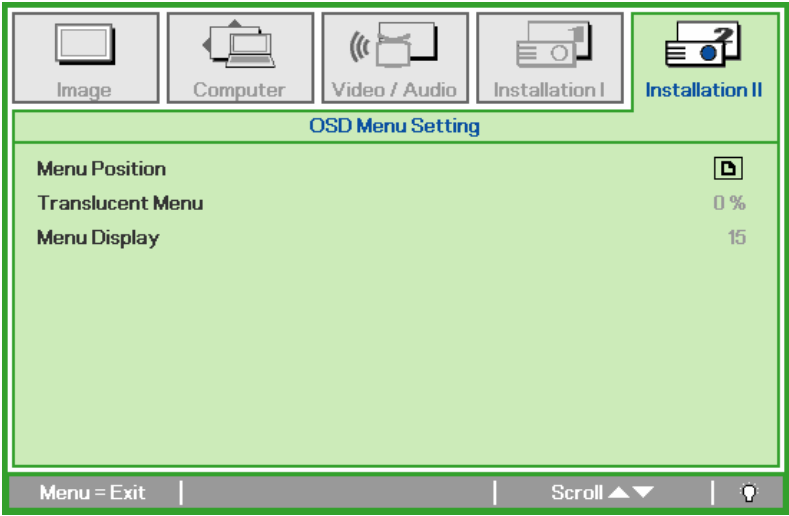 Image
Computer
Video / Audio
Installation I
Installation II
OSD Menu Setting
Menu Position
Translucent Menu 0 %
Menu Display 15
Menu = Exit Scroll ▲▼